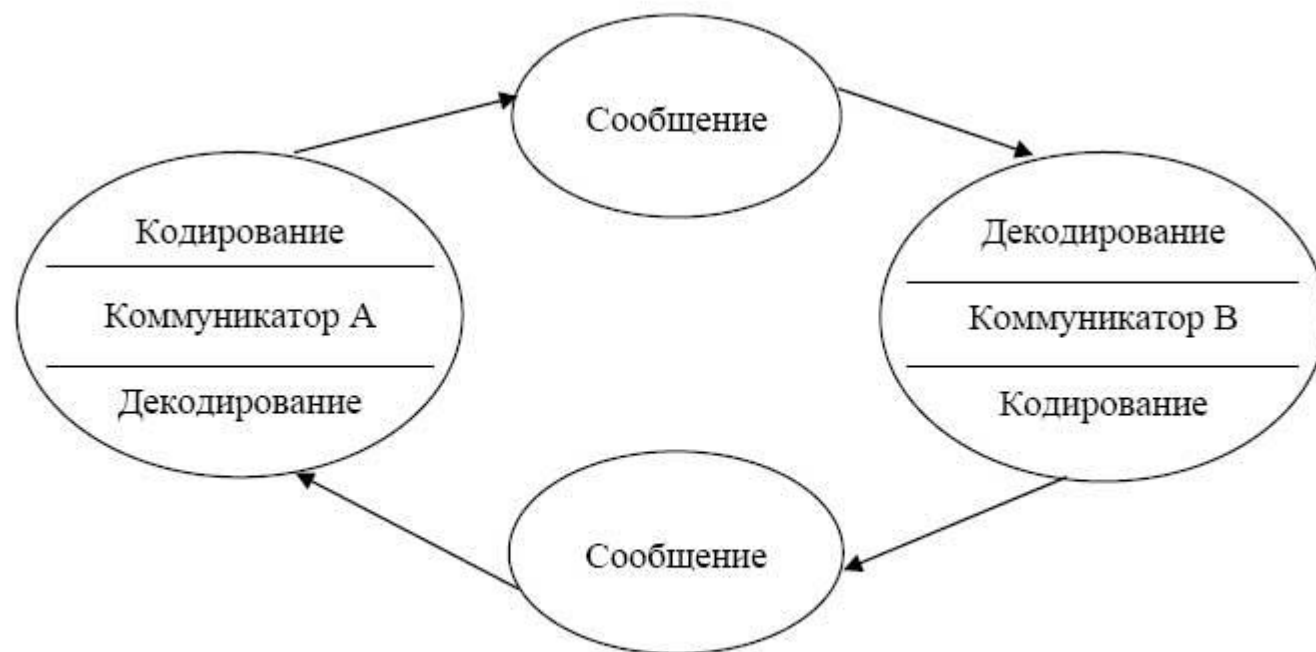 Сообщение
Кодирование
Коммуникатор А
Декодирование
Декодирование
Коммуникатор В
Кодирование
Сообщение